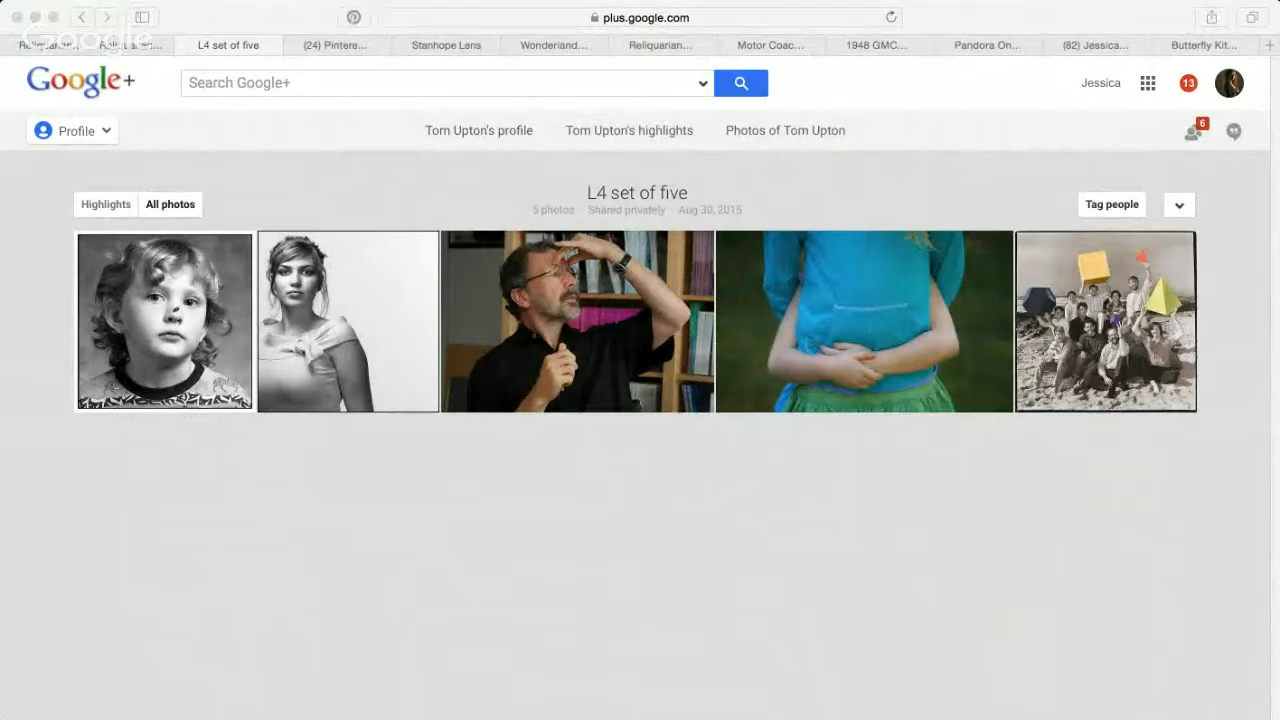 plus.google.com
Google
Reliquarian...
L4 set of five
(24) Pintere...
Stanhope Lens
Wonderland...
Reliquarian...
Motor Coac...
1948 GMC...
Pandora On...
(82) Jessica...
Butterfly Kit...
Google+
Search Google+
Jessica
13
Profile
Tom Upton's profile
Tom Upton's highlights
Photos of Tom Upton
6
L4 set of five
Highlights
All photos
5 photos · Shared privately · Aug 30, 2015
Tag people